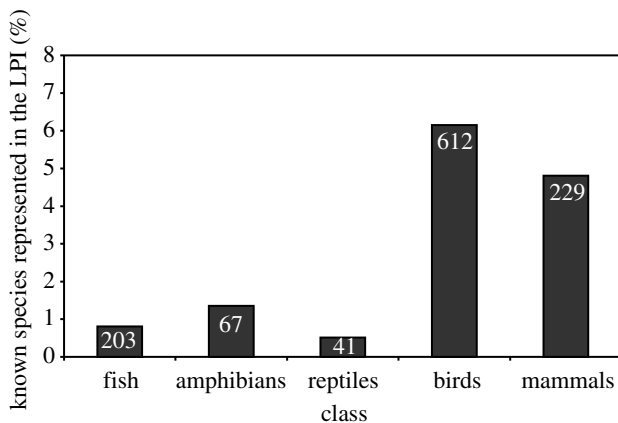 known species represented in the LPI (%)
8
7
6
5
4
3
2
1
0
203
67
41
612
229
fish
amphibians
reptiles
birds
mammals
class